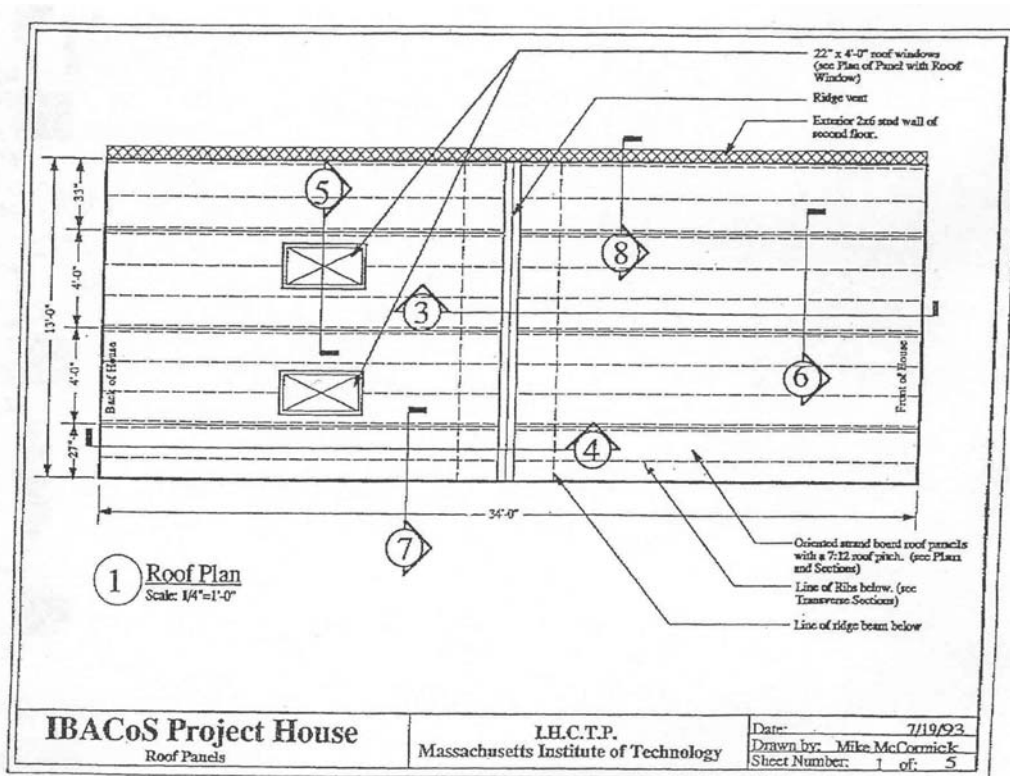 22" x 4'-0" roof windows
(see Plan of Panel with Roof
Window)
Ridge vent
Exterior 2x6 stud wall of
second floor.
33"
4'-0"
13'-0"
4'-0"
27"
Back of House
Front of House
5
8
3
6
4
7
34'-0"
1
Roof Plan
Scale: 1/4"=1'-0"
Oriented strand board roof panels
with a 7:12 roof pitch. (see Plan
and Sections)
Line of Ribs below. (see
Transverse Sections)
Line of ridge beam below
IBACoS Project House
Roof Panels
I.H.C.T.P.
Massachusetts Institute of Technology
Date: 7/19/93
Drawn by: Mike McCormick
Sheet Number: 1 of: 5